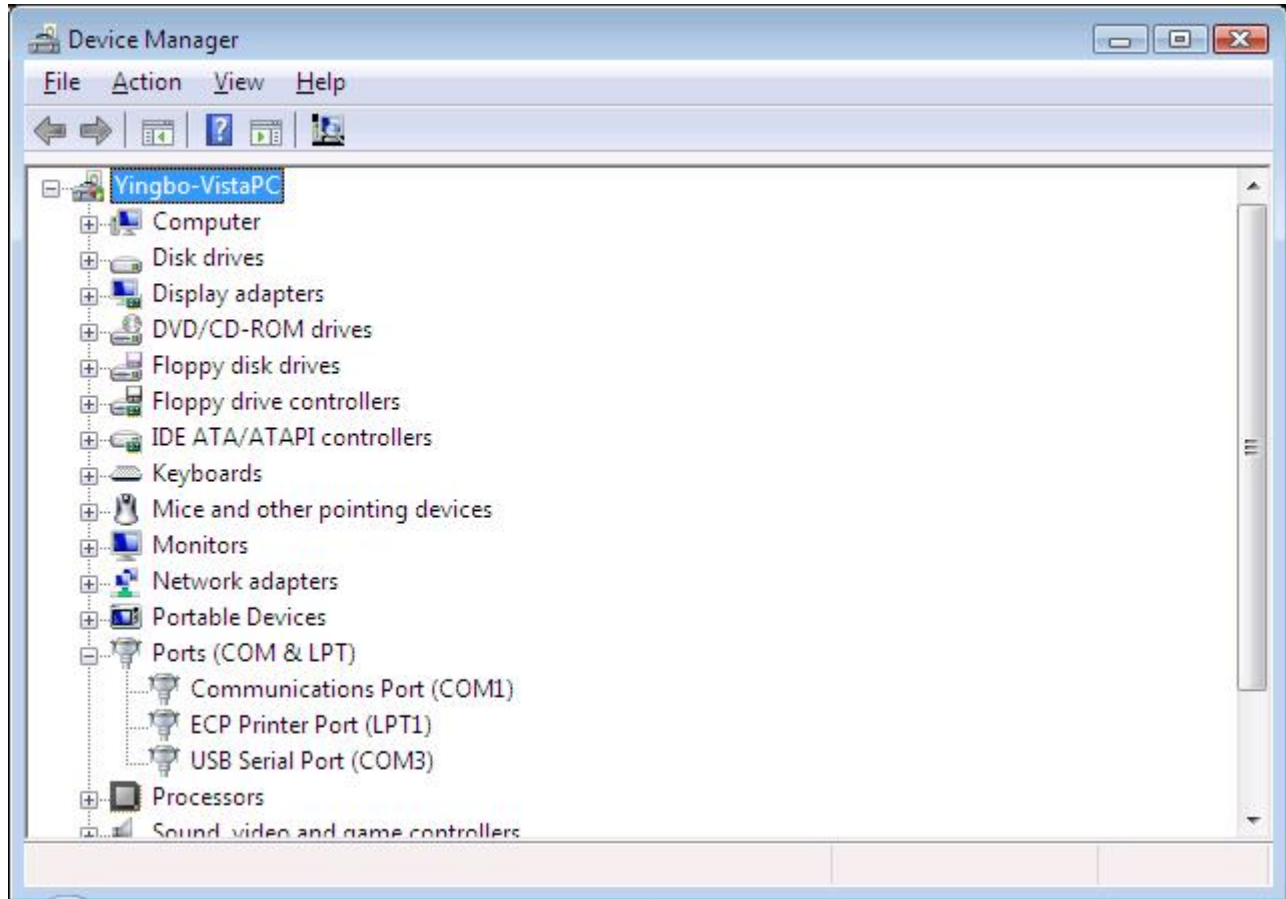 Device Manager
File Action View Help
Yingbo-VistaPC
Computer
Disk drives
Display adapters
DVD/CD-ROM drives
Floppy disk drives
Floppy drive controllers
IDE ATA/ATAPI controllers
Keyboards
Mice and other pointing devices
Monitors
Network adapters
Portable Devices
Ports (COM & LPT)
Communications Port (COM1)
ECP Printer Port (LPT1)
USB Serial Port (COM3)
Processors
Sound, video and game controllers